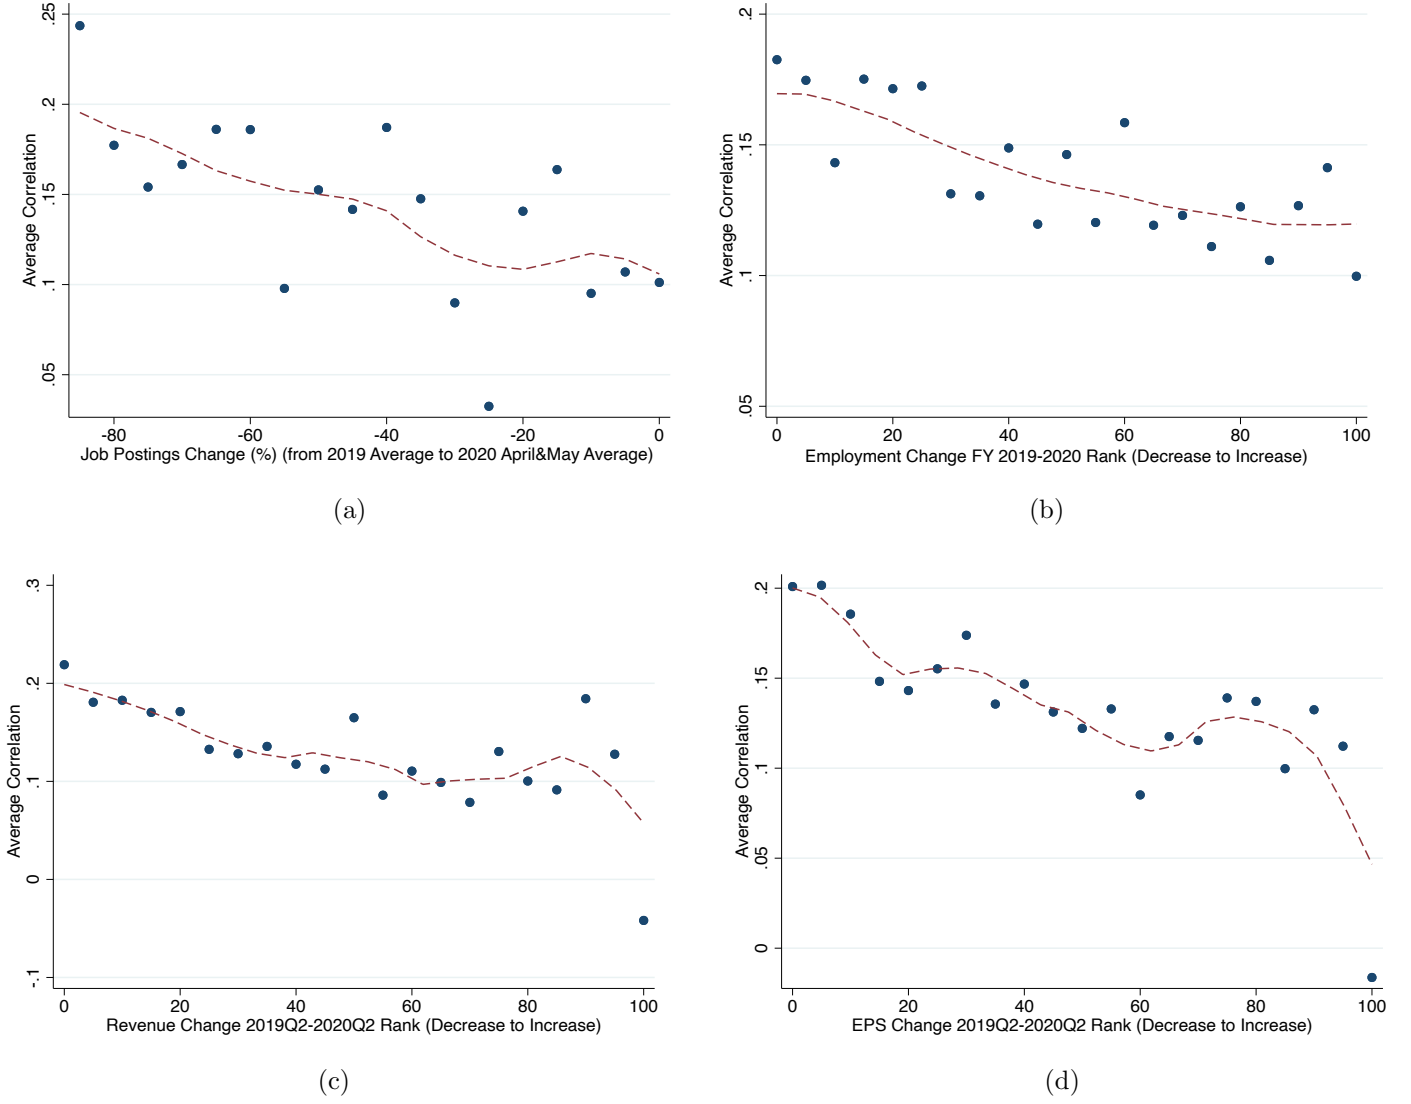 .25
.2
.15
.1
.05
Average Correlation
-80 -60 -40 -20 0
Job Postings Change (%) (from 2019 Average to 2020 April&May Average)
(a)
.2
.15
.1
.05
Average Correlation
0 20 40 60 80 100
Employment Change FY 2019-2020 Rank (Decrease to Increase)
(b)
.3
.2
.1
0
-.1
Average Correlation
0 20 40 60 80 100
Revenue Change 2019Q2-2020Q2 Rank (Decrease to Increase)
(c)
.2
.15
.1
.05
0
Average Correlation
0 20 40 60 80 100
EPS Change 2019Q2-2020Q2 Rank (Decrease to Increase)
(d)